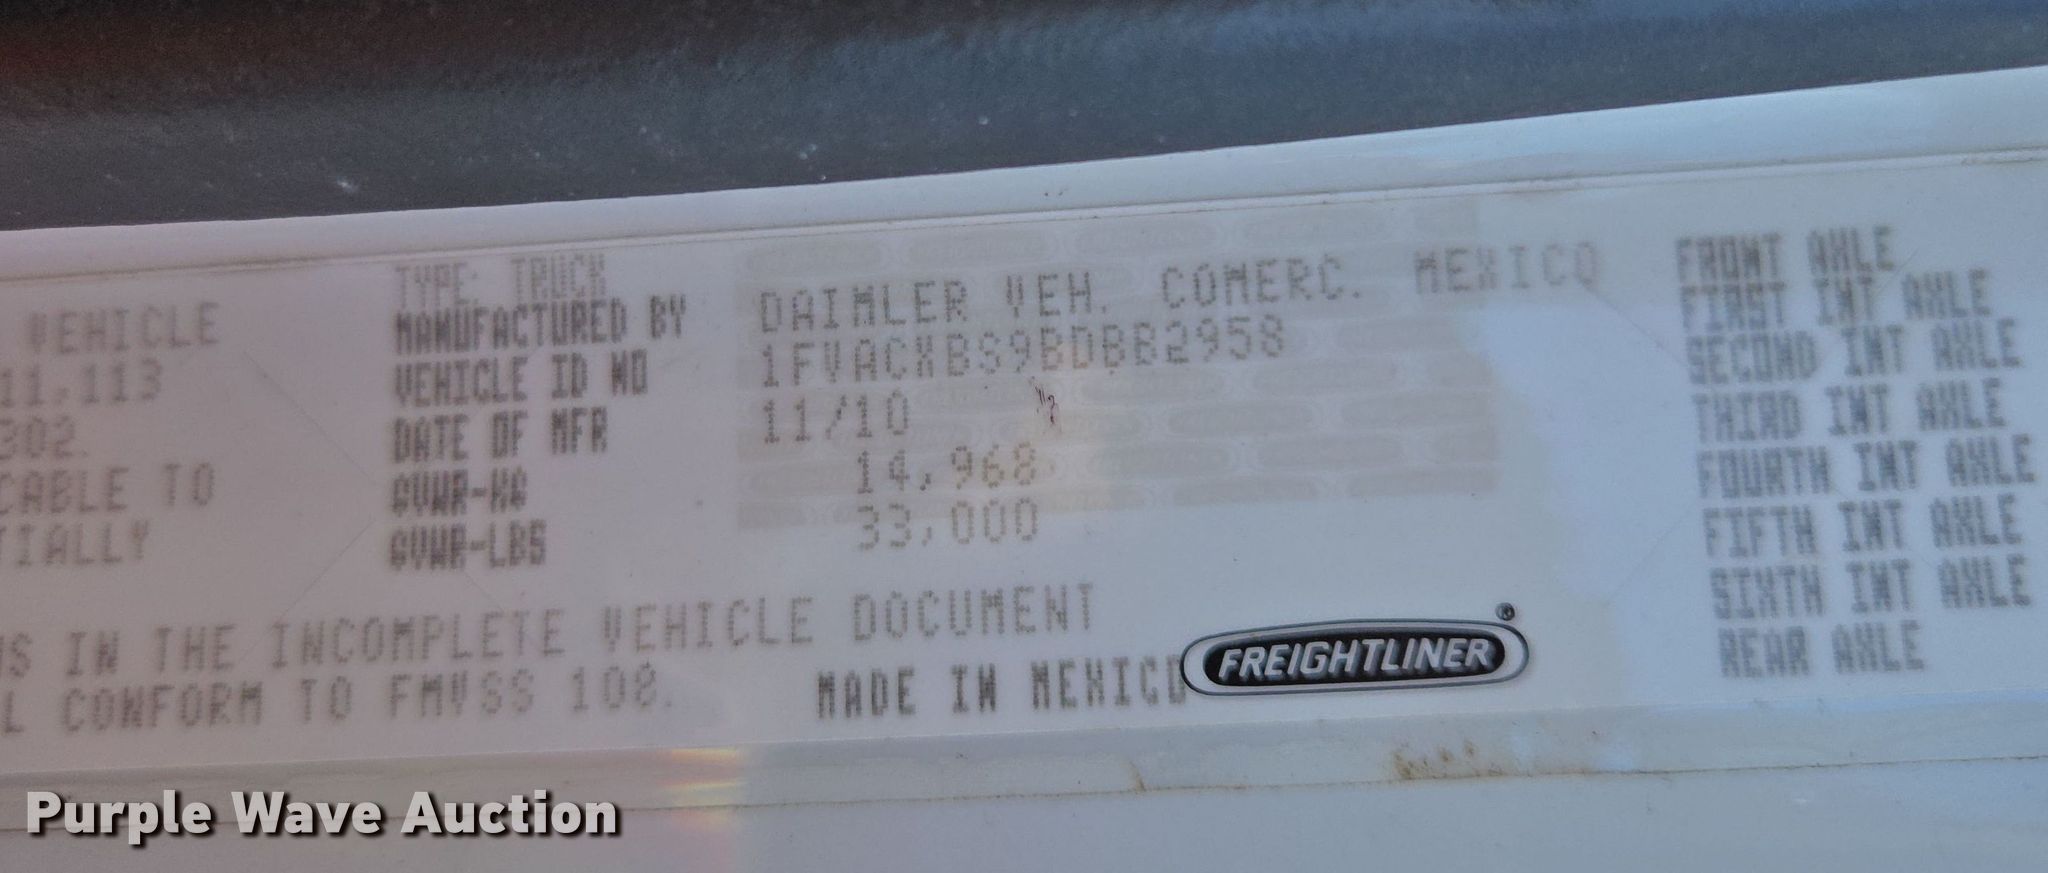 VEHICLE
11,113
302.
CABLE TO
TIALLY
TYPE: TRUCK
MANUFACTURED BY DAIMLER VEH. COMERC. MEXICO
VEHICLE ID NO 1FVACXBS9BDBB2958
DATE OF MFR 11/10
GVWR-KG 14,968
GVWR-LBS 33,000
NS IN THE INCOMPLETE VEHICLE DOCUMENT
L CONFORM TO FMVSS 108.
MADE IN MEXICO
FREIGHTLINER®
FRONT AXLE
FIRST INT AXLE
SECOND INT AXLE
THIRD INT AXLE
FOURTH INT AXLE
FIFTH INT AXLE
SIXTH INT AXLE
REAR AXLE
Purple Wave Auction